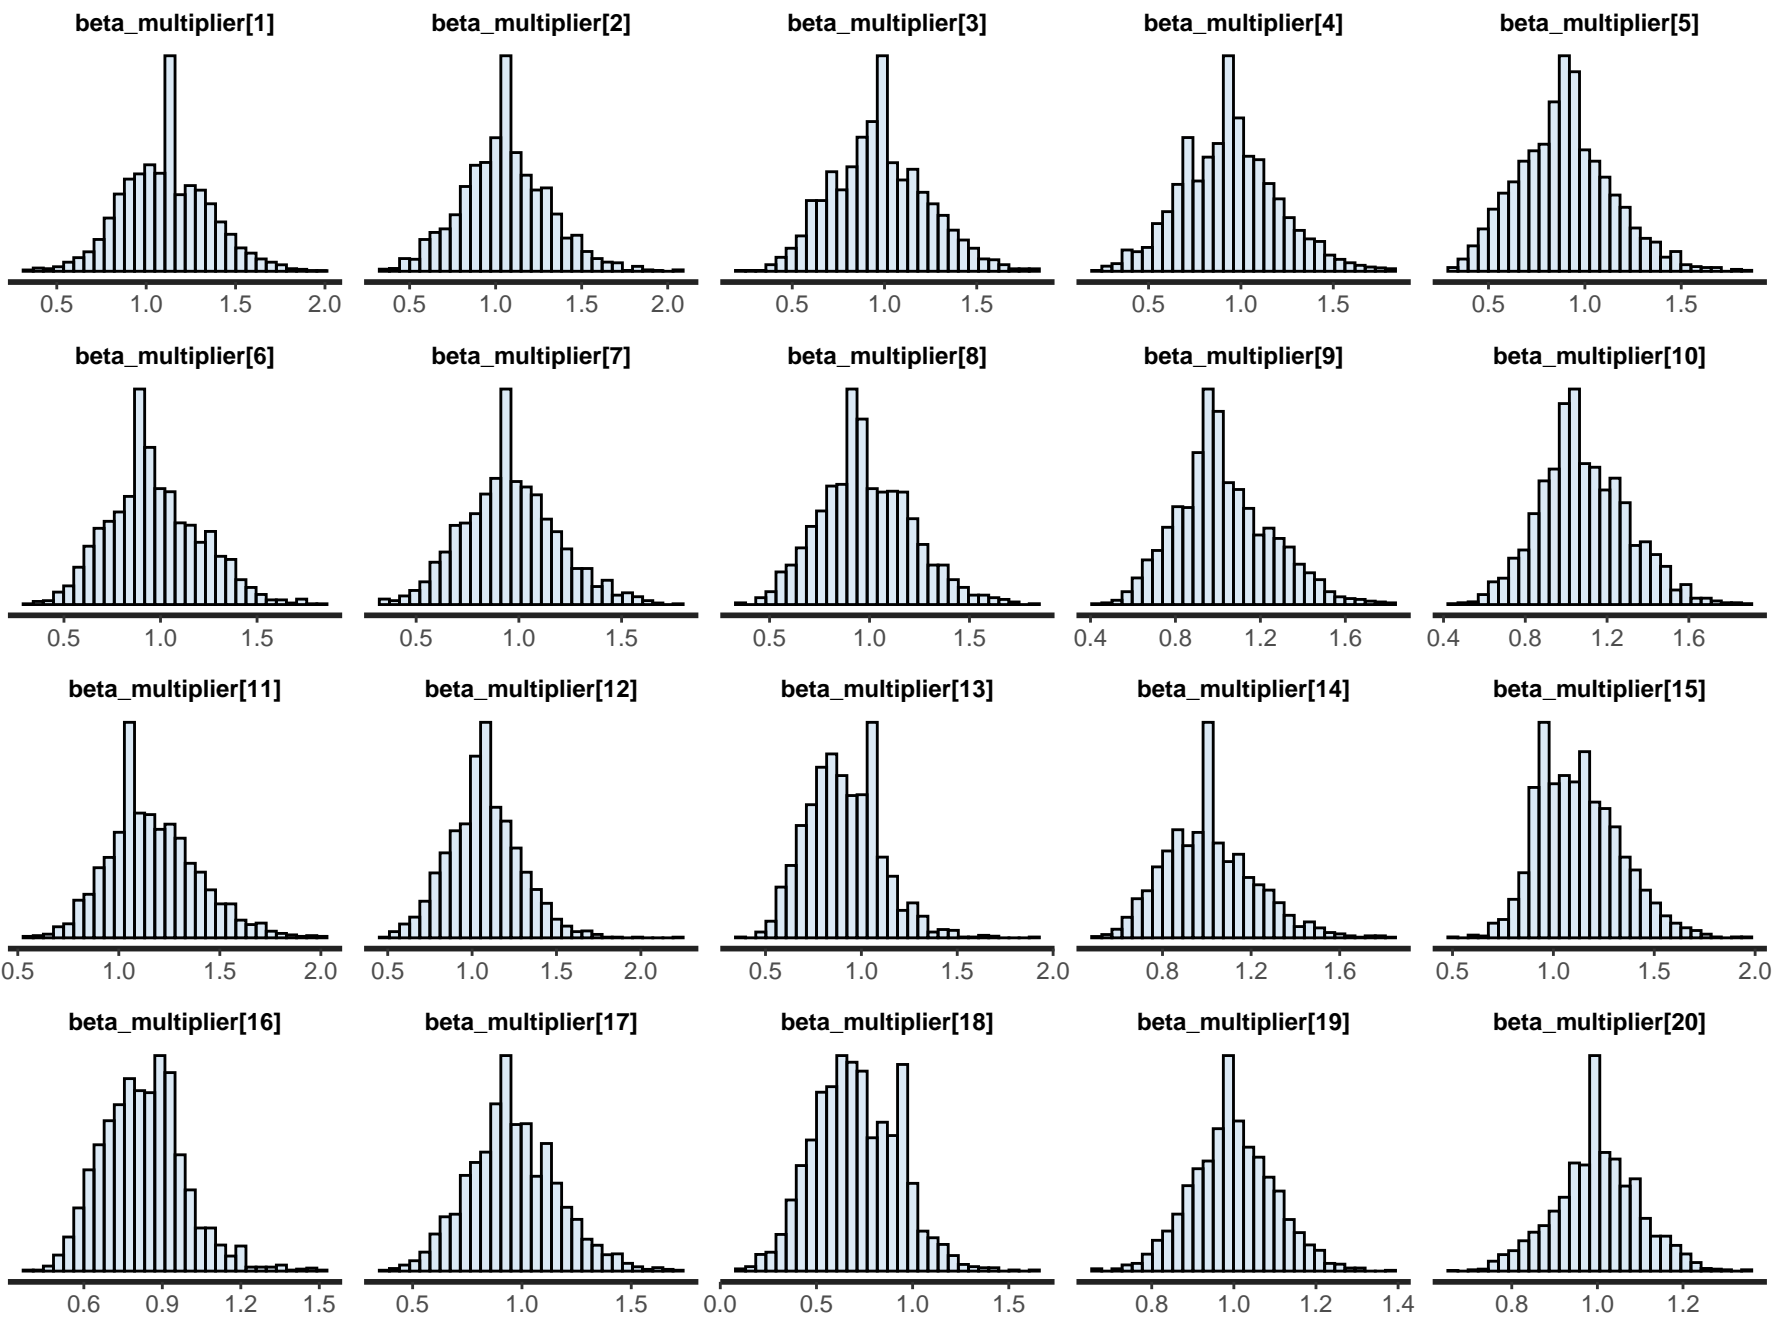 beta_multiplier[1] beta_multiplier[2] beta_multiplier[3] beta_multiplier[4] beta_multiplier[5]
0.5 1.0 1.5 2.0 0.5 1.0 1.5 2.0 0.5 1.0 1.5 0.5 1.0 1.5 0.5 1.0 1.5
beta_multiplier[6] beta_multiplier[7] beta_multiplier[8] beta_multiplier[9] beta_multiplier[10]
0.5 1.0 1.5 0.5 1.0 1.5 0.5 1.0 1.5 0.4 0.8 1.2 1.6 0.4 0.8 1.2 1.6
beta_multiplier[11] beta_multiplier[12] beta_multiplier[13] beta_multiplier[14] beta_multiplier[15]
0.5 1.0 1.5 2.0 0.5 1.0 1.5 2.0 0.5 1.0 1.5 2.0 0.8 1.2 1.6 0.5 1.0 1.5 2.0
beta_multiplier[16] beta_multiplier[17] beta_multiplier[18] beta_multiplier[19] beta_multiplier[20]
0.6 0.9 1.2 1.5 0.5 1.0 1.5 0.0 0.5 1.0 1.5 0.8 1.0 1.2 1.4 0.8 1.0 1.2